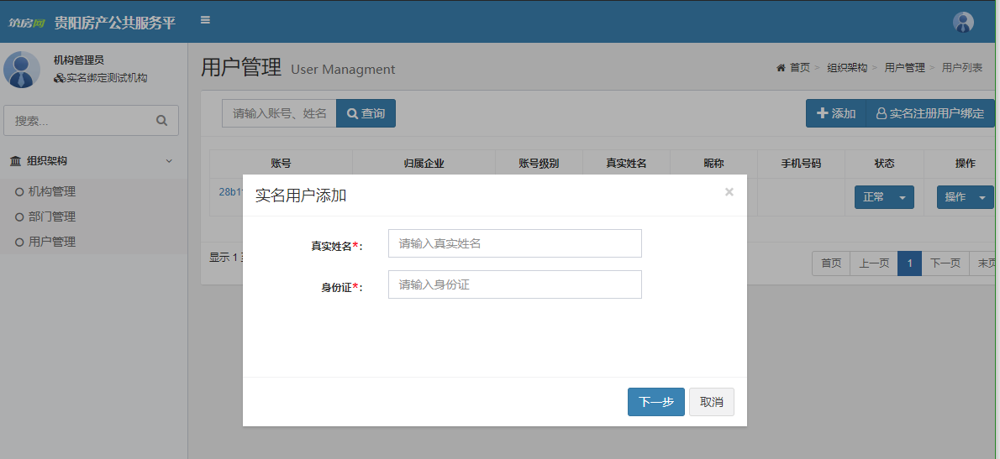 筑房网 贵阳房产公共服务平
机构管理员
实名绑定测试机构
搜索...
组织架构
机构管理
部门管理
用户管理
用户管理 User Managment
首页 > 组织架构 > 用户管理 > 用户列表
请输入账号、姓名 查询 添加 实名注册用户绑定
账号 归属企业 账号级别 真实姓名 昵称 手机号码 状态 操作
28b1 正常 操作
实名用户添加 ×
真实姓名*: 请输入真实姓名
身份证*: 请输入身份证
下一步 取消
显示 1
首页 上一页 1 下一页 末页